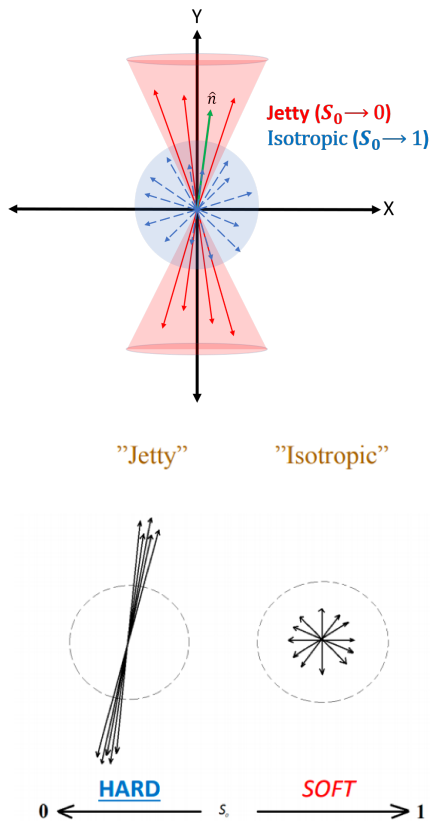 Y
n̂
Jetty (S₀⟶ 0)
Isotropic (S₀⟶ 1)
X
”Jetty” ”Isotropic”
HARD SOFT
0 S₀ 1